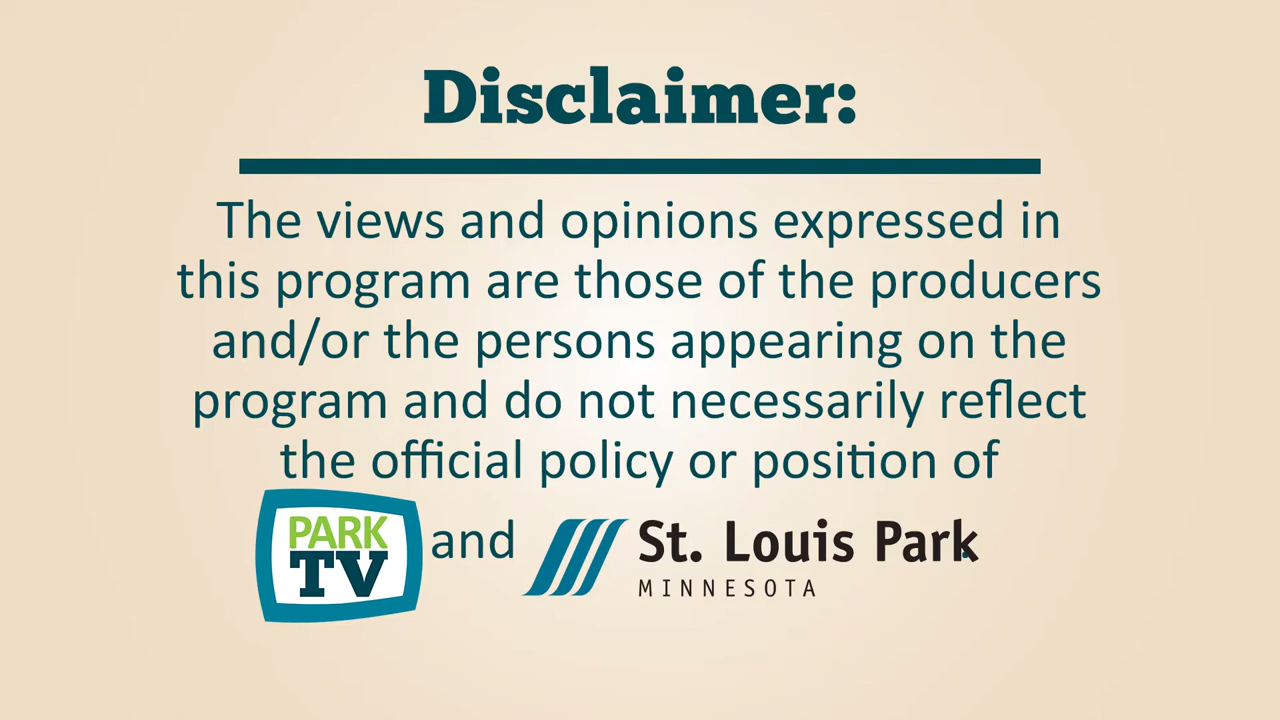 Disclaimer:
The views and opinions expressed in
this program are those of the producers
and/or the persons appearing on the
program and do not necessarily reflect
the official policy or position of
PARK
TV
and
St. Louis Park
MINNESOTA